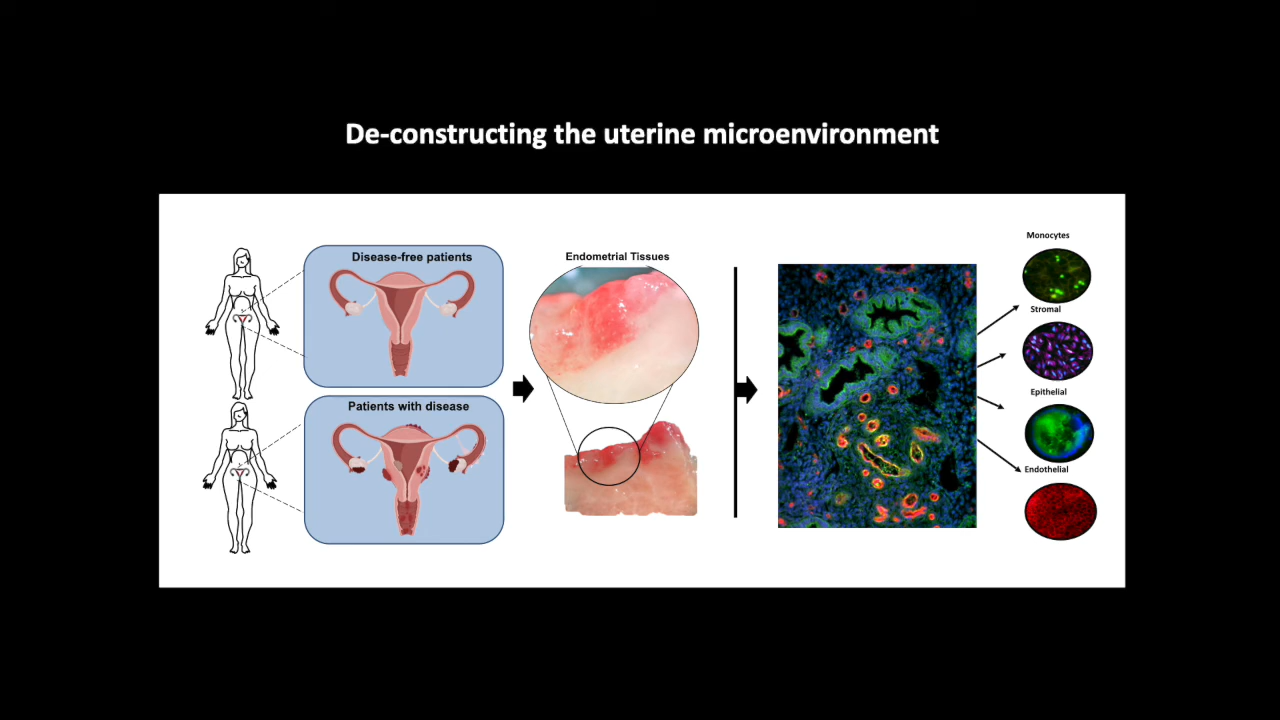 De-constructing the uterine microenvironment
Disease-free patients
Patients with disease
Endometrial Tissues
Monocytes
Stromal
Epithelial
Endothelial